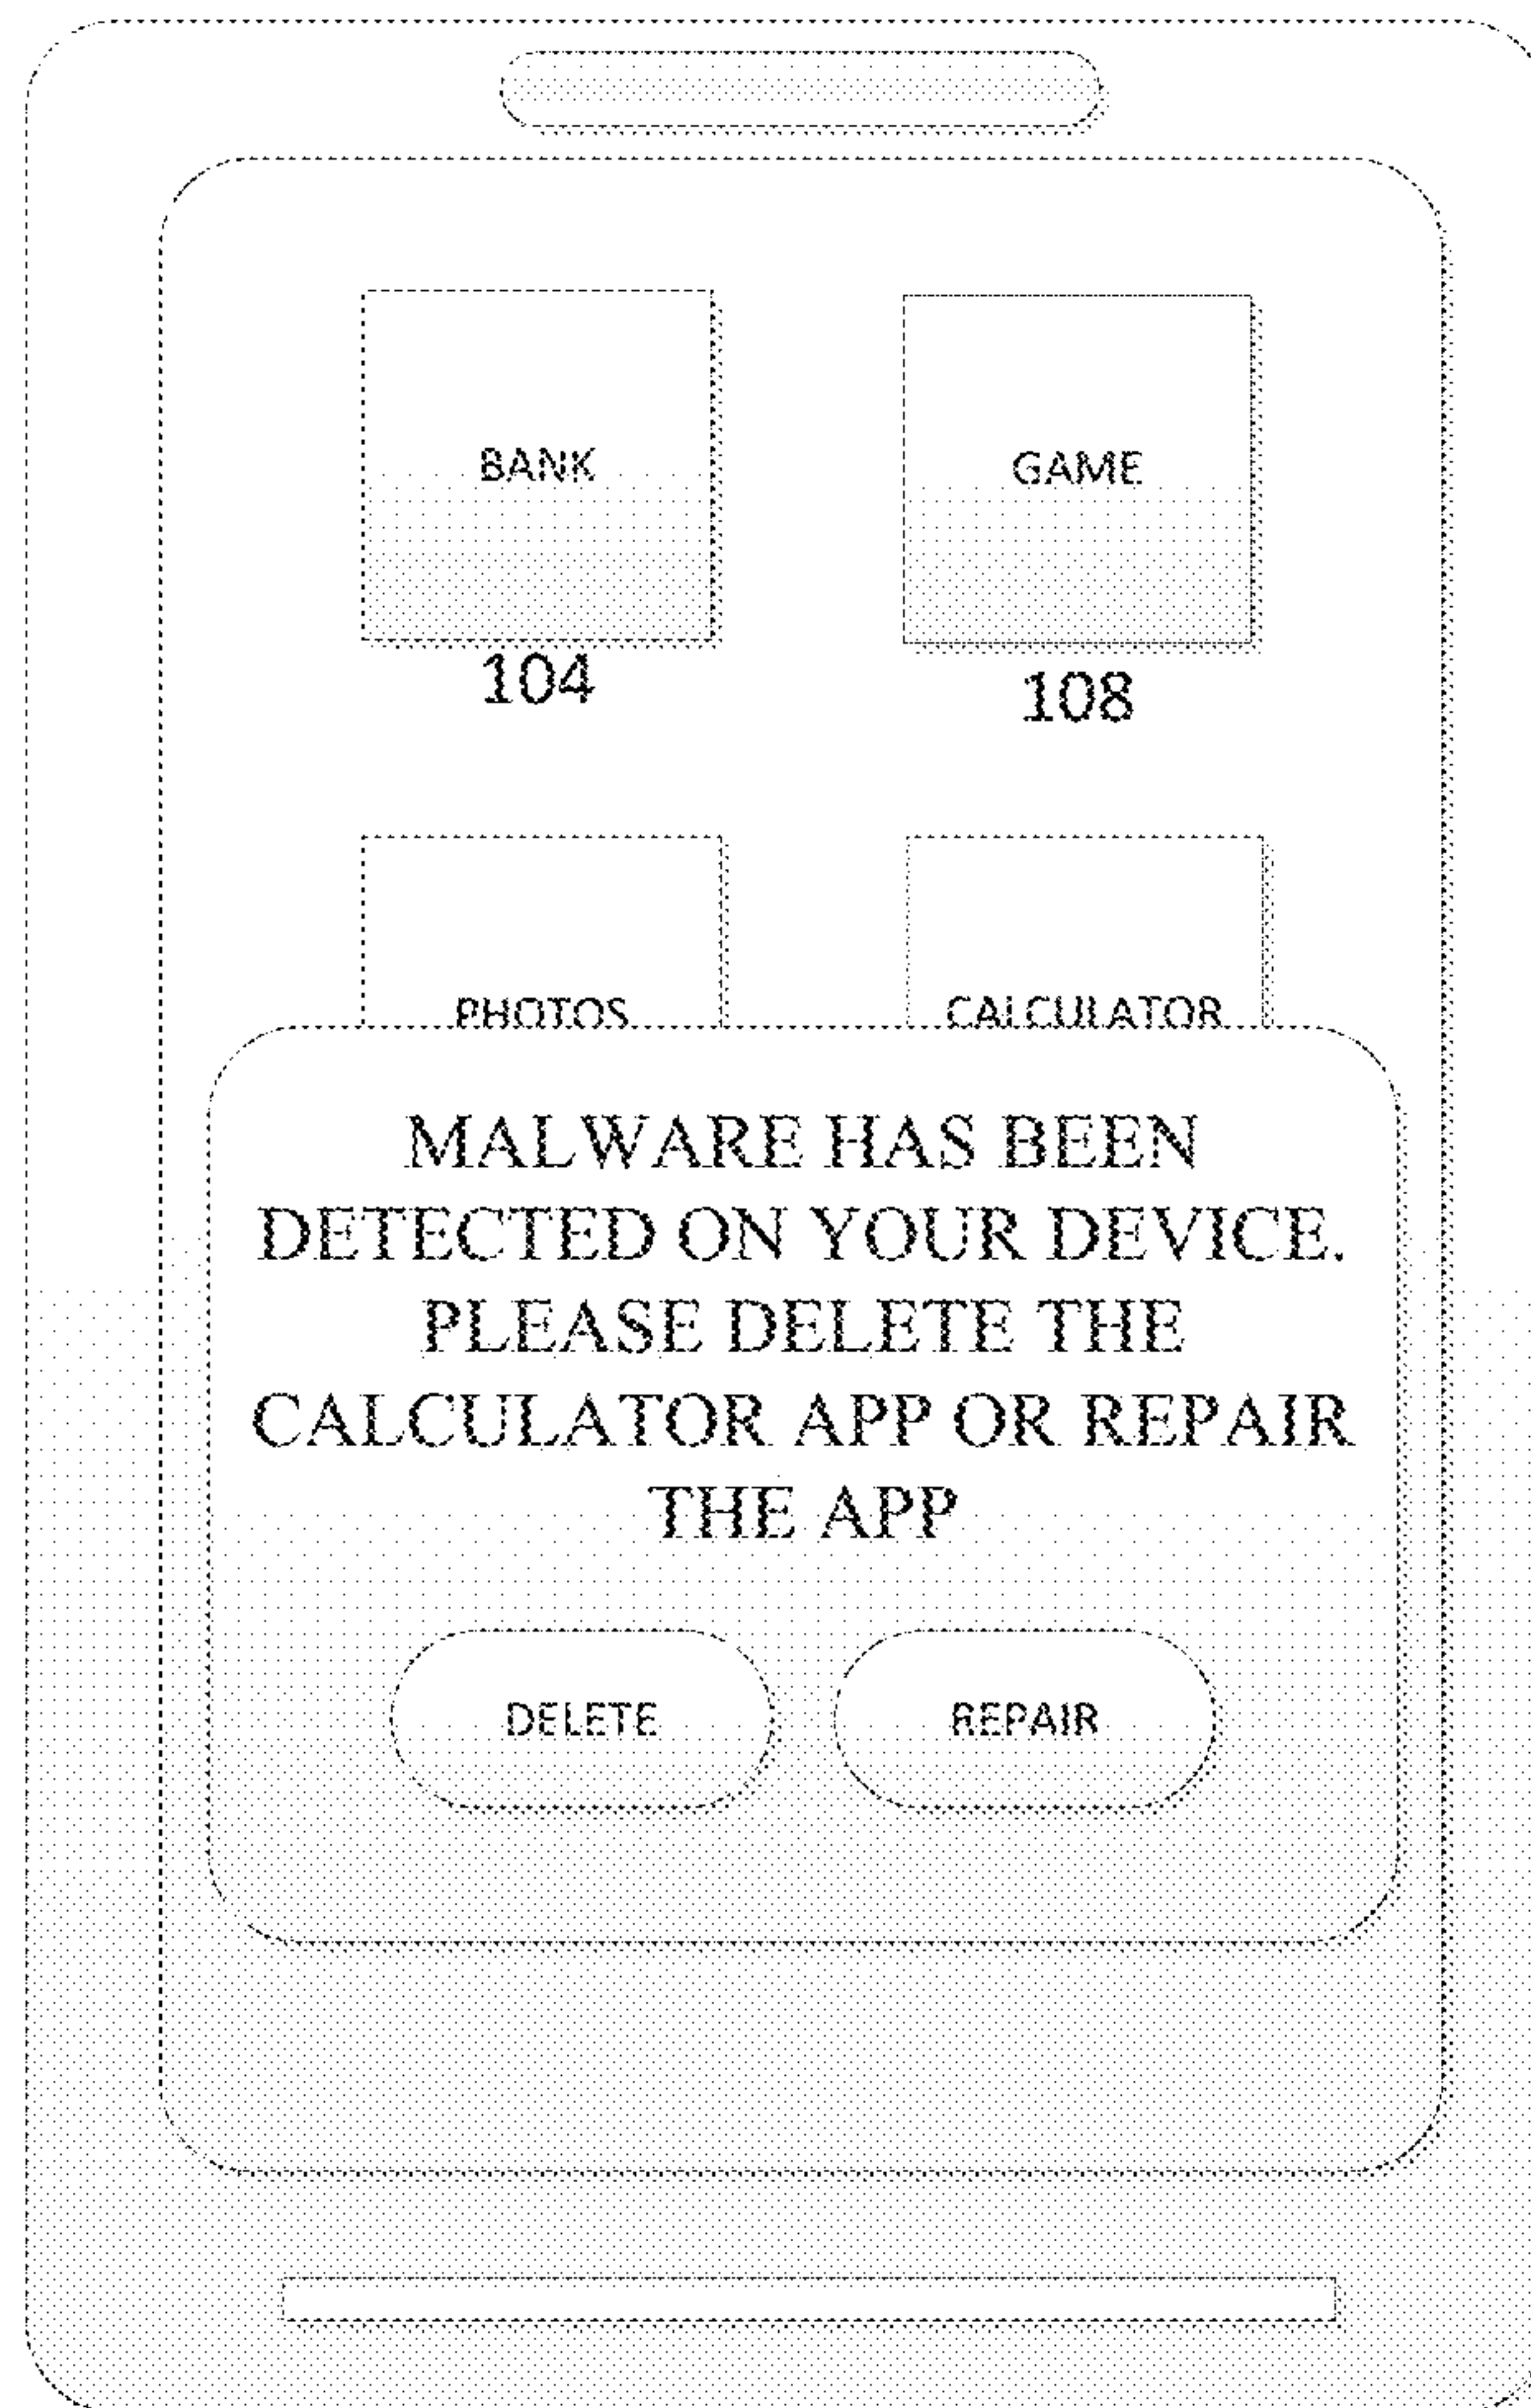 BANK GAME
104 108
PHOTOS CALCULATOR
MALWARE HAS BEEN
DETECTED ON YOUR DEVICE.
PLEASE DELETE THE
CALCULATOR APP OR REPAIR
THE APP
DELETE REPAIR